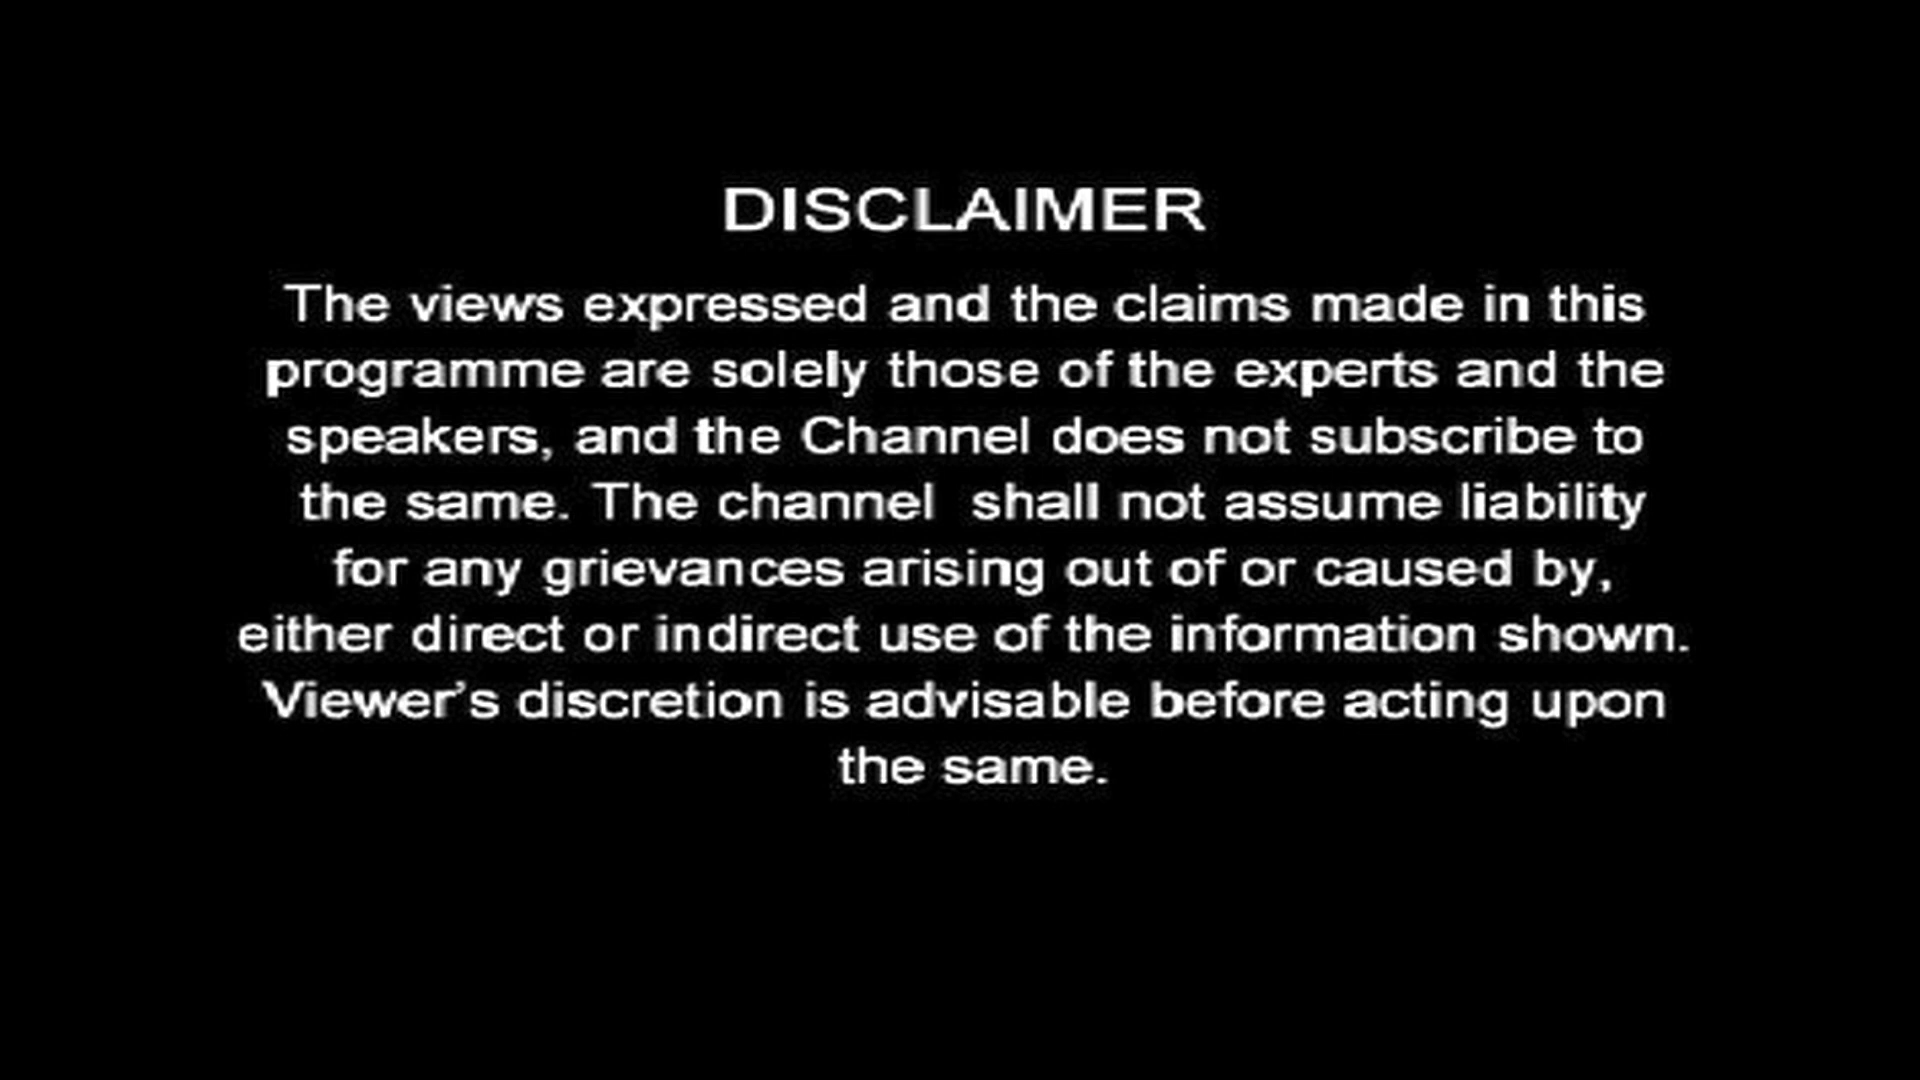 DISCLAIMER
The views expressed and the claims made in this
programme are solely those of the experts and the
speakers, and the Channel does not subscribe to
the same. The channel  shall not assume liability
for any grievances arising out of or caused by,
either direct or indirect use of the information shown.
Viewer’s discretion is advisable before acting upon
the same.